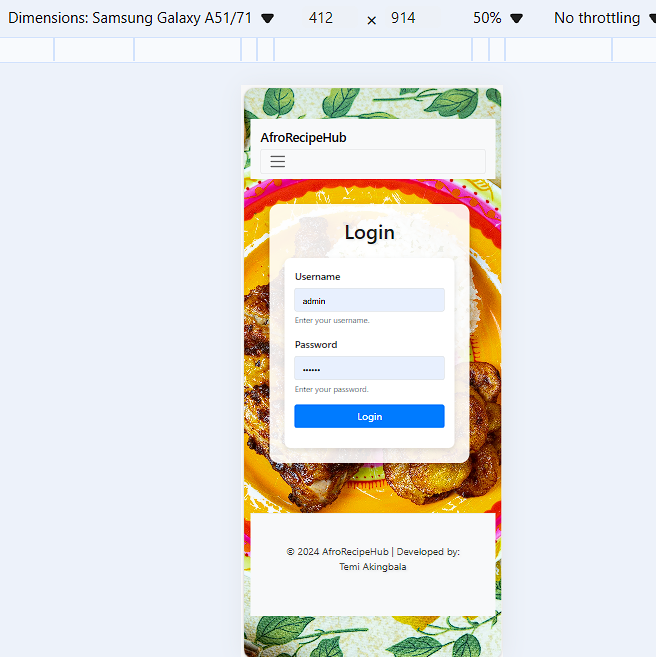 Dimensions: Samsung Galaxy A51/71 412 × 914 50% No throttling
AfroRecipeHub
Login
Username
admin
Enter your username.
Password
••••••
Enter your password.
Login
© 2024 AfroRecipeHub | Developed by:
Temi Akingbala